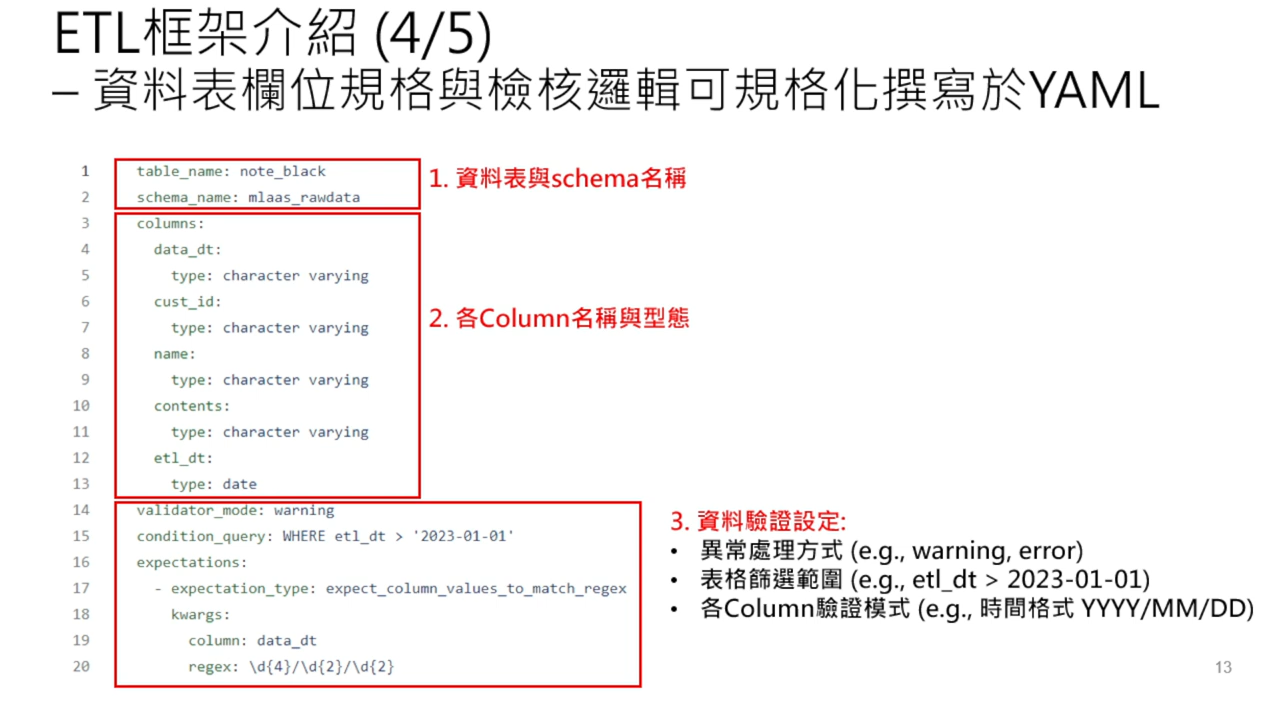 ETL框架介紹 (4/5)
– 資料表欄位規格與檢核邏輯可規格化撰寫於YAML
1 table_name: note_black
2 schema_name: mlaas_rawdata
1. 資料表與schema名稱
3 columns:
4 data_dt:
5 type: character varying
6 cust_id:
7 type: character varying
8 name:
9 type: character varying
10 contents:
11 type: character varying
12 etl_dt:
13 type: date
2. 各Column名稱與型態
14 validator_mode: warning
15 condition_query: WHERE etl_dt > '2023-01-01'
16 expectations:
17 - expectation_type: expect_column_values_to_match_regex
18 kwargs:
19 column: data_dt
20 regex: \d{4}/\d{2}/\d{2}
3. 資料驗證設定:
• 異常處理方式 (e.g., warning, error)
• 表格篩選範圍 (e.g., etl_dt > 2023-01-01)
• 各Column驗證模式 (e.g., 時間格式 YYYY/MM/DD)
13